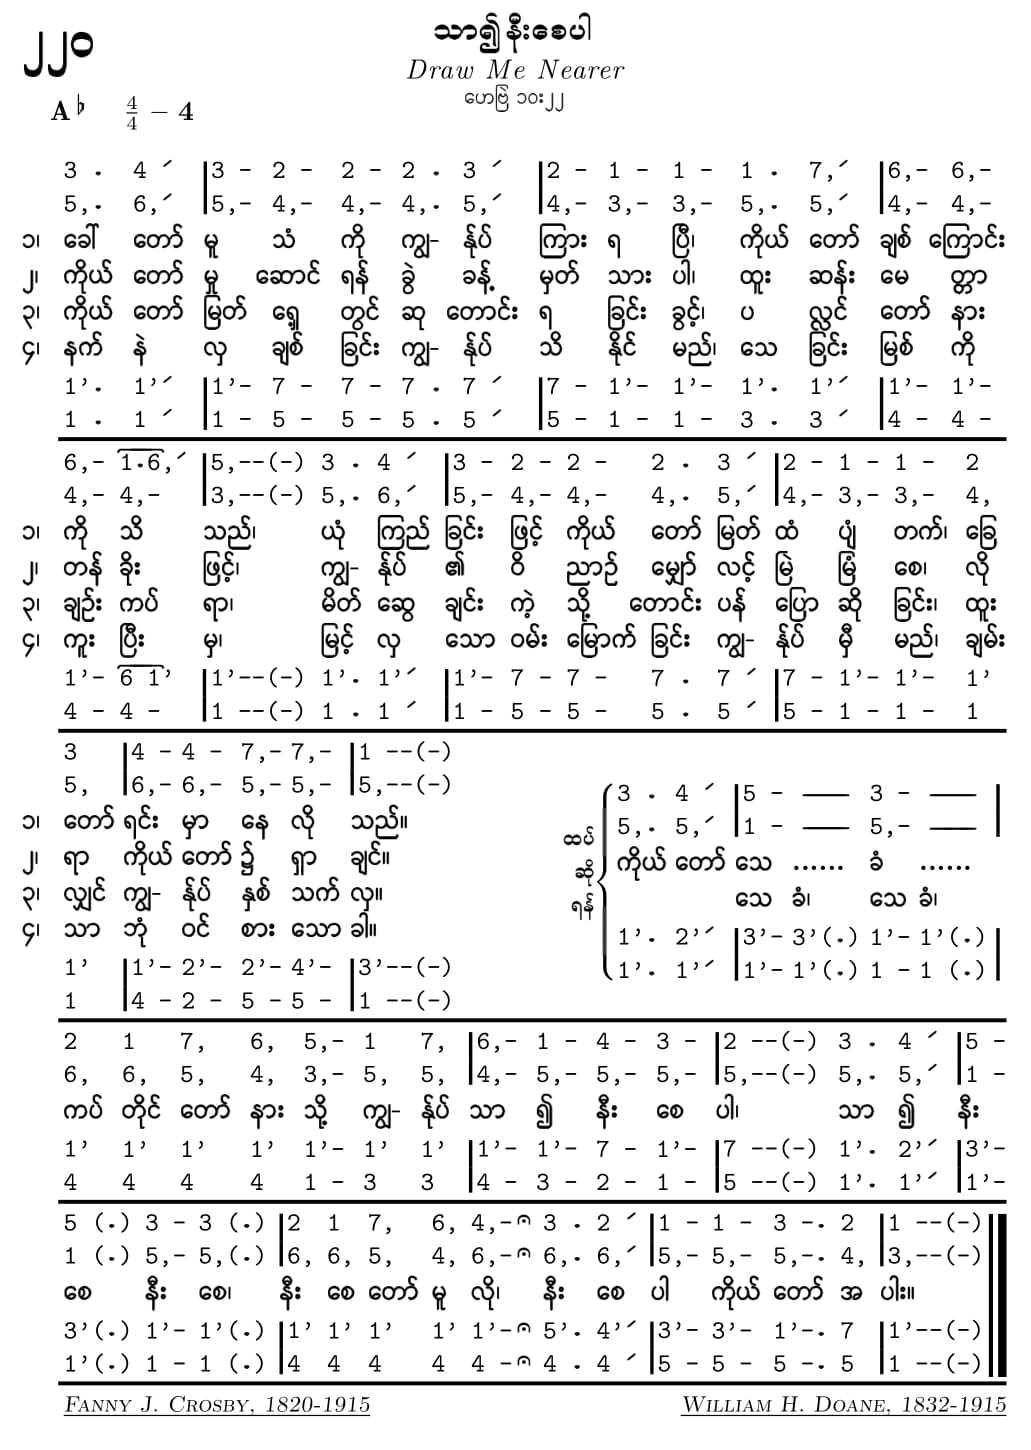 ၂၂၀
သာ၍ နီးစေပါ
Draw Me Nearer
ဟေဗြဲ ၁၀း၂၂
A♭ 4/4 – 4
3 . 4 ′ |3 - 2 - 2 - 2 . 3 ′ |2 - 1 - 1 - 1 . 7,′ |6,- 6,-
5,. 6,′ |5,- 4,- 4,- 4,. 5,′ |4,- 3,- 3,- 5,. 5,′ |4,- 4,-
၁၊ ခေါ် တော် မူ သံ ကို ကျွ- န်ုပ် ကြား ရ ပြီ၊ ကိုယ် တော် ချစ် ကြောင်း
၂၊ ကိုယ် တော် မှု ဆောင် ရန် ခွဲ ခန့် မှတ် သား ပါ၊ ထူး ဆန်း မေ တ္တာ
၃၊ ကိုယ် တော် မြတ် ရှေ့ တွင် ဆု တောင်း ရ ခြင်း ခွင့်၊ ပ လ္လင် တော် နား
၄၊ နက် နဲ လှ ချစ် ခြင်း ကျွ- န်ုပ် သိ နိုင် မည်၊ သေ ခြင်း မြစ် ကို
1’. 1’′ |1’- 7 - 7 - 7 . 7 ′ |7 - 1’- 1’- 1’. 1’′ |1’- 1’-
1 . 1 ′ |1 - 5 - 5 - 5 . 5 ′ |5 - 1 - 1 - 3 . 3 ′ |4 - 4 -
6,- 1.6,′ |5,--(-) 3 . 4 ′ |3 - 2 - 2 - 2 . 3 ′ |2 - 1 - 1 - 2
4,- 4,- |3,--(-) 5,. 6,′ |5,- 4,- 4,- 4,. 5,′ |4,- 3,- 3,- 4,
၁၊ ကို သိ သည်၊ ယုံ ကြည် ခြင်း ဖြင့် ကိုယ် တော် မြတ် ထံ ပျံ တက်၊ ခြေ
၂၊ တန် ခိုး ဖြင့်၊ ကျွ- န်ုပ် ၏ ဝိ ညာဉ် မျှော် လင့် မြဲ မြံ စေ၊ လို
၃၊ ချဉ်း ကပ် ရာ၊ မိတ် ဆွေ ချင်း ကဲ့ သို့ တောင်း ပန် ပြော ဆို ခြင်း၊ ထူး
၄၊ ကူး ပြီး မှ၊ မြင့် လှ သော ဝမ်း မြောက် ခြင်း ကျွ- န်ုပ် မှီ မည်၊ ချမ်း
1’- 6 1’ |1’--(-) 1’. 1’′ |1’- 7 - 7 - 7 . 7 ′ |7 - 1’- 1’- 1’
4 - 4 - |1 --(-) 1 . 1 ′ |1 - 5 - 5 - 5 . 5 ′ |5 - 1 - 1 - 1
3 |4 - 4 - 7,- 7,- |1 --(-)
5, |6,- 6,- 5,- 5,- |5,--(-)
၁၊ တော် ရင်း မှာ နေ လို သည်။
၂၊ ရာ ကိုယ် တော် ၌ ရှာ ချင်။
၃၊ လျှင် ကျွ- န်ုပ် နှစ် သက် လှ။
၄၊ သာ ဘုံ ဝင် စား သော ခါ။
1’ |1’- 2’- 2’- 4’- |3’--(-)
1 |4 - 2 - 5 - 5 - |1 --(-)
ထပ်
ဆို
ရန်
3 . 4 ′ |5 - — 3 - — |
5,. 5,′ |1 - — 5,- — |
ကိုယ် တော် သေ ...... ခံ ......
သေ ခံ၊ သေ ခံ၊
1’. 2’′ |3’- 3’(.) 1’- 1’(.) |
1’. 1’′ |1’- 1’(.) 1 - 1 (.) |
2 1 7, 6, 5,- 1 7, |6,- 1 - 4 - 3 - |2 --(-) 3 . 4 ′ |5 -
6, 6, 5, 4, 3,- 5, 5, |4,- 5,- 5,- 5,- |5,--(-) 5,. 5,′ |1 -
ကပ် တိုင် တော် နား သို့ ကျွ- န်ုပ် သာ ၍ နီး စေ ပါ၊ သာ ၍ နီး
1’ 1’ 1’ 1’ 1’- 1’ 1’ |1’- 1’- 7 - 1’- |7 --(-) 1’. 2’′ |3’-
4 4 4 4 1 - 3 3 |4 - 3 - 2 - 1 - |5 --(-) 1’. 1’′ |1’-
5 (.) 3 - 3 (.) |2 1 7, 6, 4,-𝄐 3 . 2 ′ |1 - 1 - 3 -. 2 |1 --(-)
1 (.) 5,- 5,(.) |6, 6, 5, 4, 6,-𝄐 6,. 6,′ |5,- 5,- 5,-. 4, |3,--(-)
စေ နီး စေ၊ နီး စေ တော် မူ လို၊ နီး စေ ပါ ကိုယ် တော် အ ပါး။
3’(.) 1’- 1’(.) |1’ 1’ 1’ 1’ 1’-𝄐 5’. 4’′ |3’- 3’- 1’-. 7 |1’--(-)
1’(.) 1 - 1 (.) |4 4 4 4 4 -𝄐 4 . 4 ′ |5 - 5 - 5 -. 5 |1 --(-)
FANNY J. CROSBY, 1820-1915
WILLIAM H. DOANE, 1832-1915